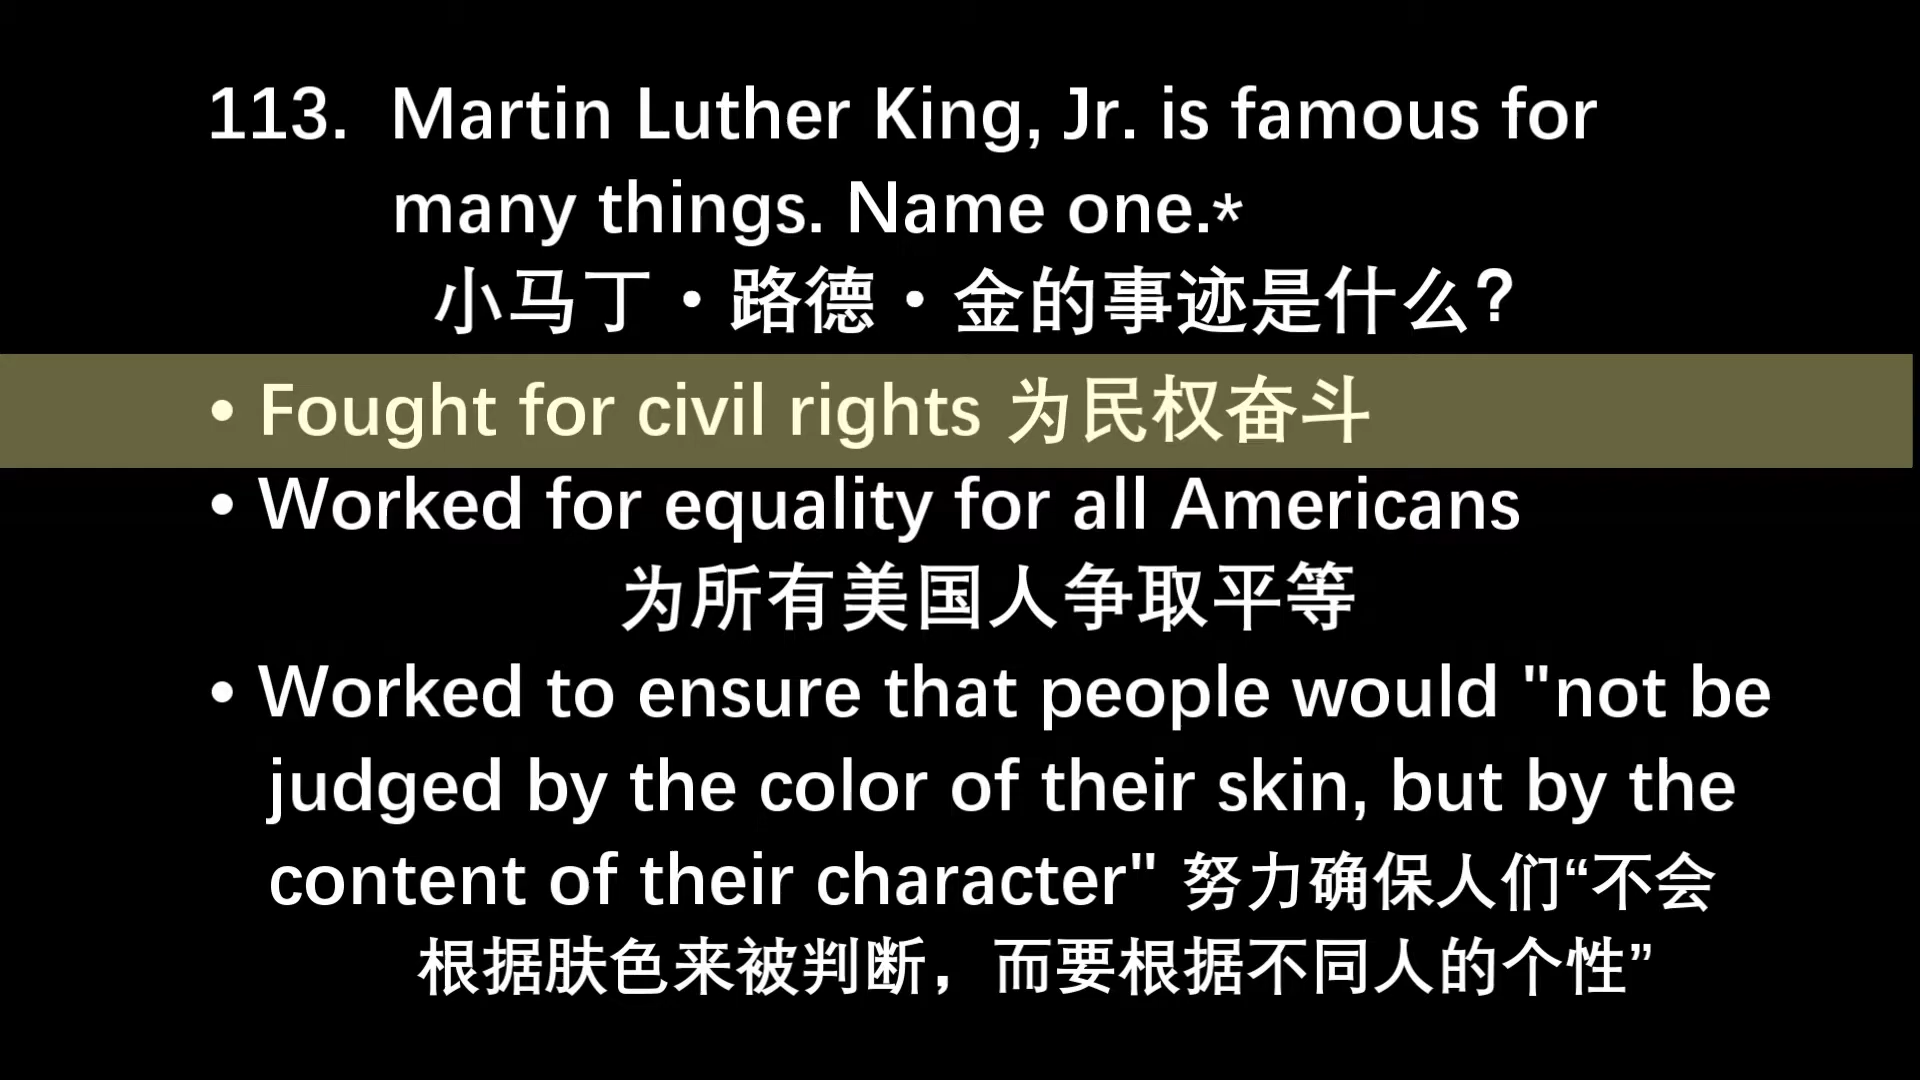 113. Martin Luther King, Jr. is famous for
many things. Name one.*
小马丁·路德·金的事迹是什么?
• Fought for civil rights 为民权奋斗
• Worked for equality for all Americans
为所有美国人争取平等
• Worked to ensure that people would "not be
judged by the color of their skin, but by the
content of their character" 努力确保人们“不会
根据肤色来被判断，而要根据不同人的个性”